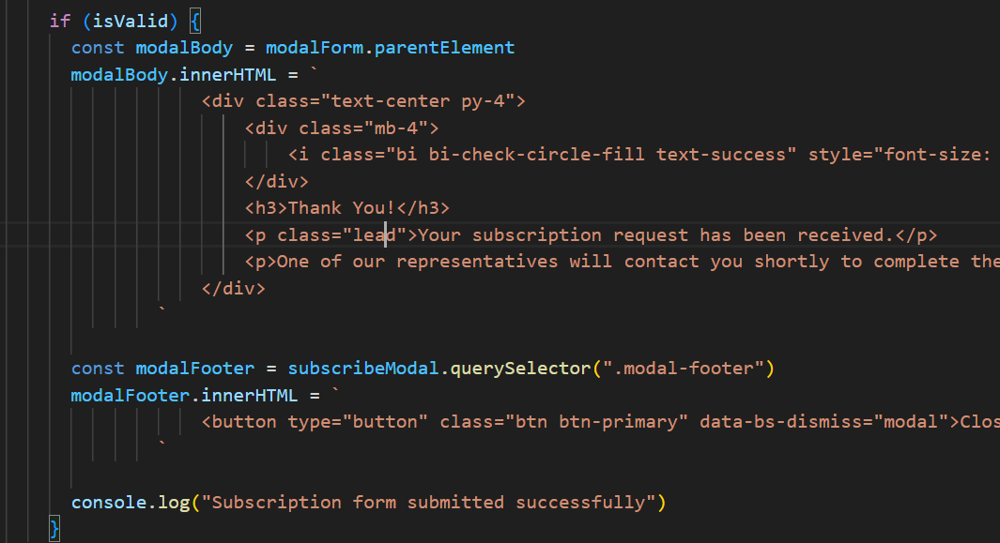 if (isValid) {
const modalBody = modalForm.parentElement
modalBody.innerHTML = `
<div class="text-center py-4">
<div class="mb-4">
<i class="bi bi-check-circle-fill text-success" style="font-size:
</div>
<h3>Thank You!</h3>
<p class="lead">Your subscription request has been received.</p>
<p>One of our representatives will contact you shortly to complete the
</div>
`
const modalFooter = subscribeModal.querySelector(".modal-footer")
modalFooter.innerHTML = `
<button type="button" class="btn btn-primary" data-bs-dismiss="modal">Clos
`
console.log("Subscription form submitted successfully")
}